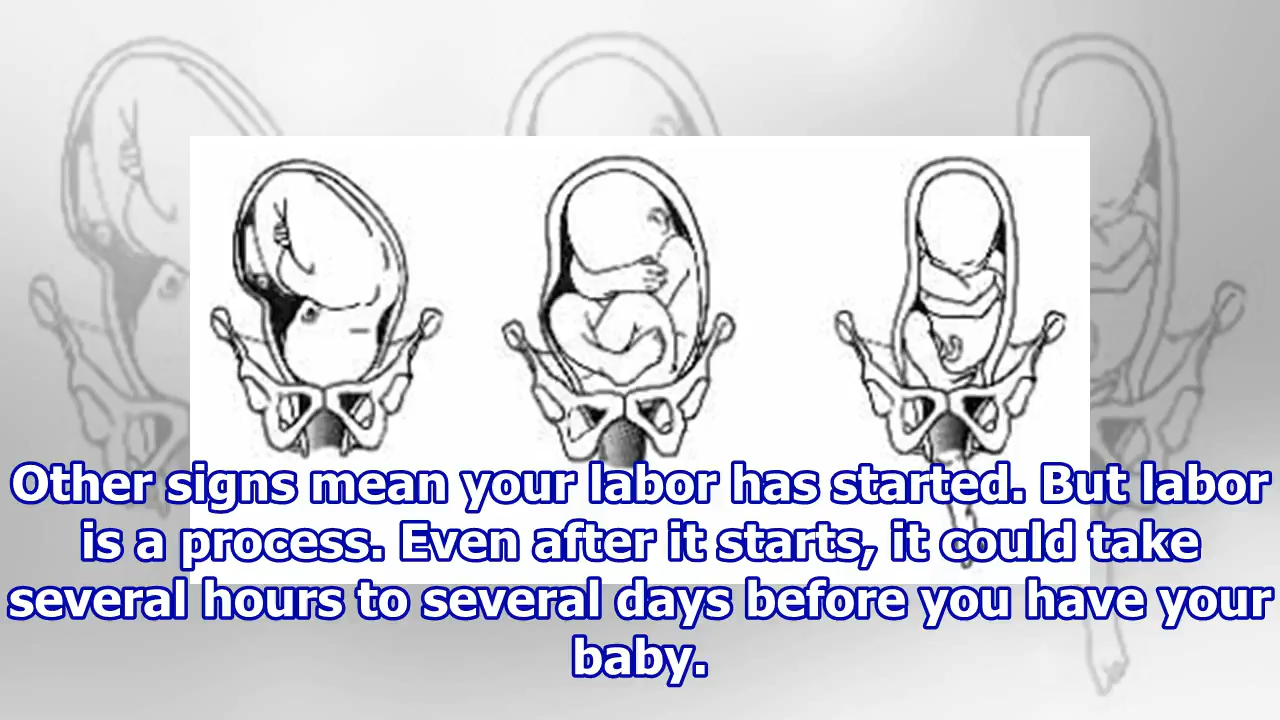 Other signs mean your labor has started. But labor
is a process. Even after it starts, it could take
several hours to several days before you have your
baby.